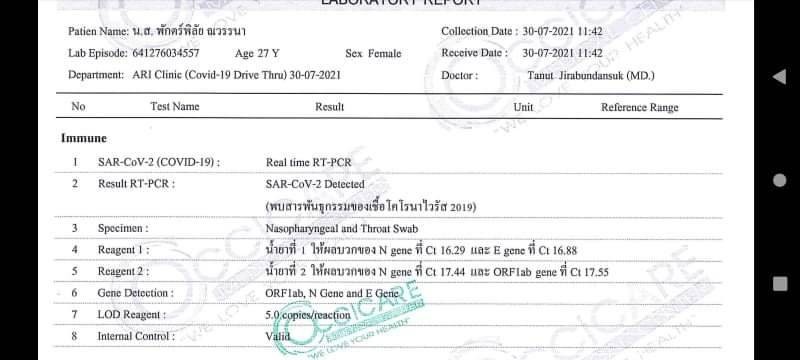 LABORATORY REPORT
Patien Name: น.ส. พักตร์พิลัย ฌวรรนา Collection Date : 30-07-2021 11:42
Lab Episode: 641276034557 Age 27 Y Sex Female Receive Date : 30-07-2021 11:42
Department: ARI Clinic (Covid-19 Drive Thru) 30-07-2021 Doctor : Tanut Jirabundansuk (MD.)
No Test Name Result Unit Reference Range
Immune
1 SAR-CoV-2 (COVID-19) : Real time RT-PCR
2 Result RT-PCR : SAR-CoV-2 Detected
(พบสารพันธุกรรมของเชื้อโคโรนาไวรัส 2019)
3 Specimen : Nasopharyngeal and Throat Swab
4 Reagent 1 : น้ำยาที่ 1 ให้ผลบวกของ N gene ที่ Ct 16.29 และ E gene ที่ Ct 16.88
5 Reagent 2 : น้ำยาที่ 2 ให้ผลบวกของ N gene ที่ Ct 17.44 และ ORF1ab gene ที่ Ct 17.55
6 Gene Detection : ORF1ab, N Gene and E Gene
7 LOD Reagent : 5.0 copies/reaction
8 Internal Control : Valid
OCCICARE
"WE LOVE YOUR HEALTH"